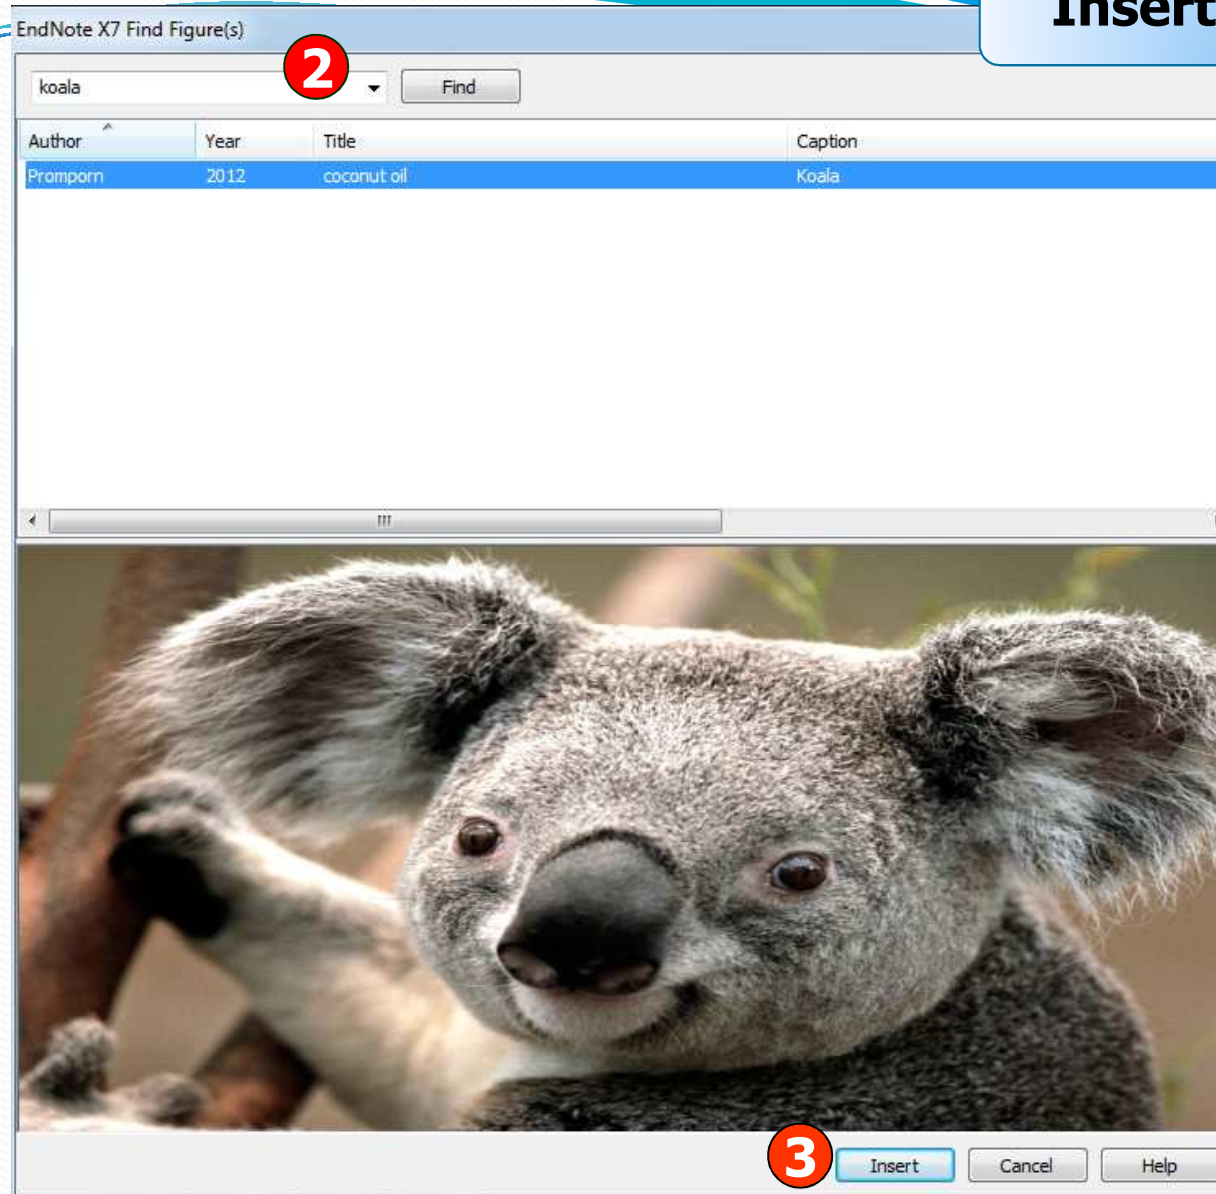 Insert
EndNote X7 Find Figure(s)
2
koala Find
Author Year Title Caption
Promporn 2012 coconut oil Koala
3 Insert Cancel Help